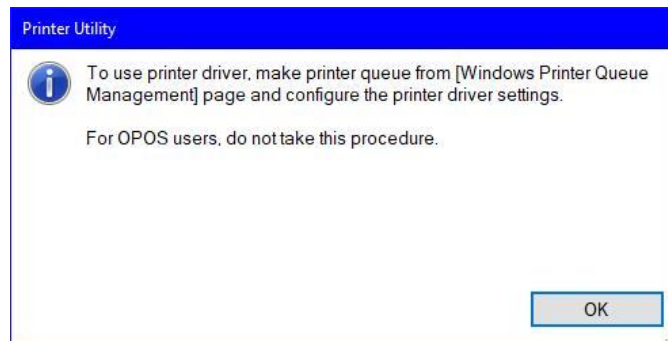 Printer Utility
To use printer driver, make printer queue from [Windows Printer Queue
Management] page and configure the printer driver settings.
For OPOS users, do not take this procedure.
OK